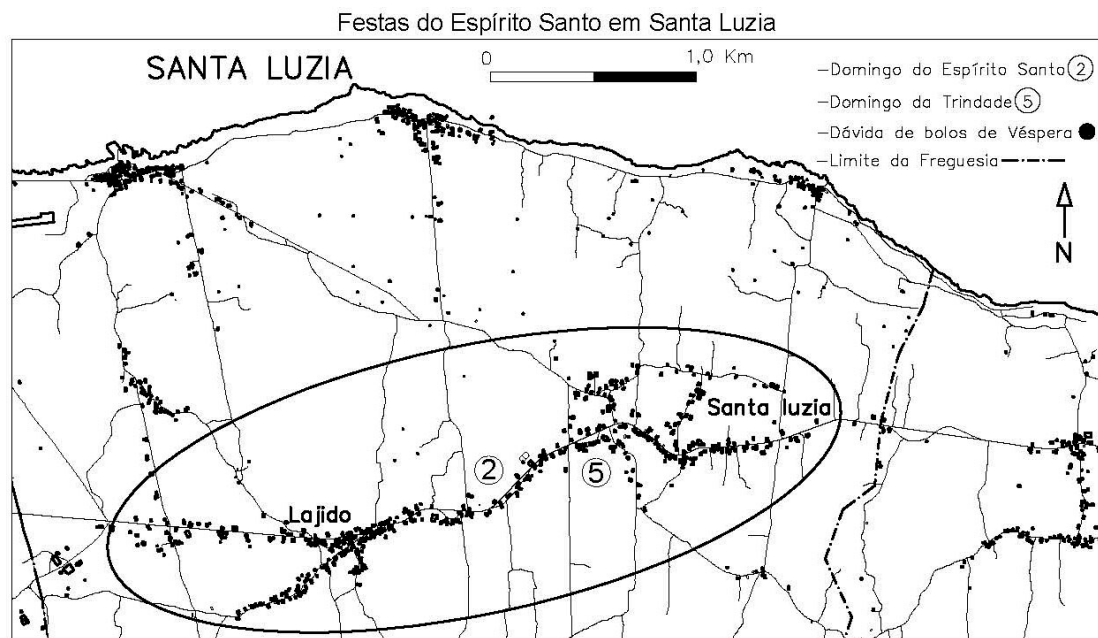 Festas do Espírito Santo em Santa Luzia
SANTA LUZIA
0 1,0 Km
-Domingo do Espírito Santo 2
-Domingo da Trindade 5
-Dávida de bolos de Véspera
-Limite da Freguesia
N
Santa luzia
2 5
Lajido